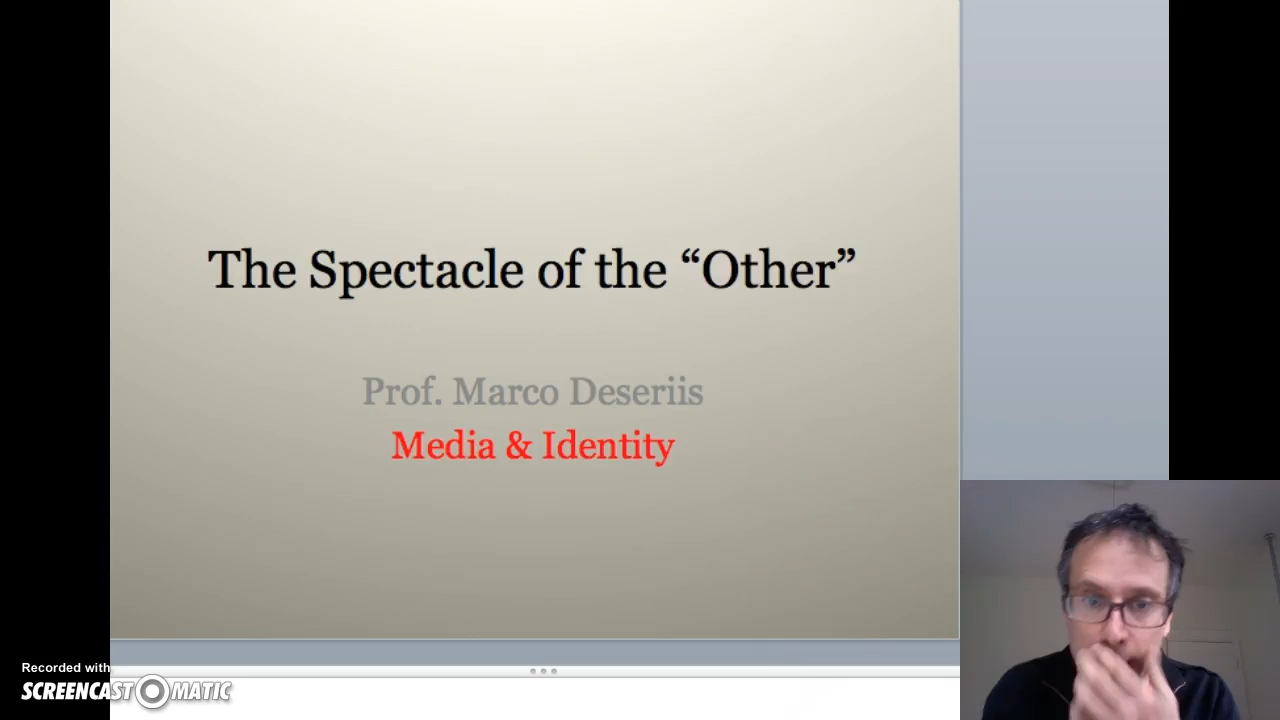 The Spectacle of the “Other”
Prof. Marco Deseriis
Media & Identity
Recorded with
SCREENCAST MATIC